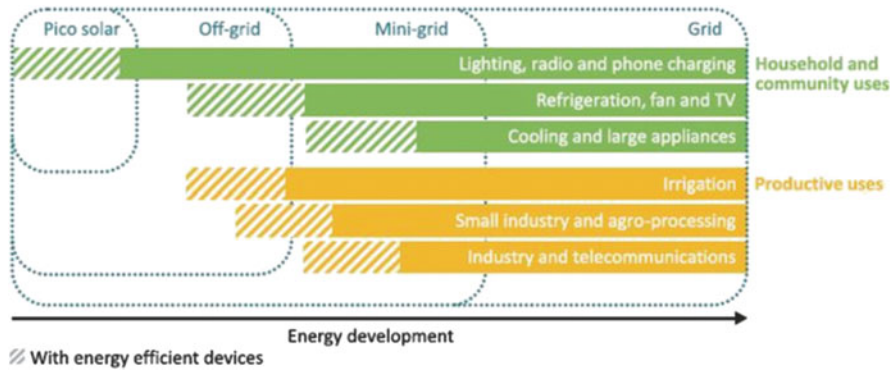 Pico solar Off-grid Mini-grid Grid
Lighting, radio and phone charging
Household and
community uses
Refrigeration, fan and TV
Cooling and large appliances
Irrigation
Productive uses
Small industry and agro-processing
Industry and telecommunications
Energy development
With energy efficient devices